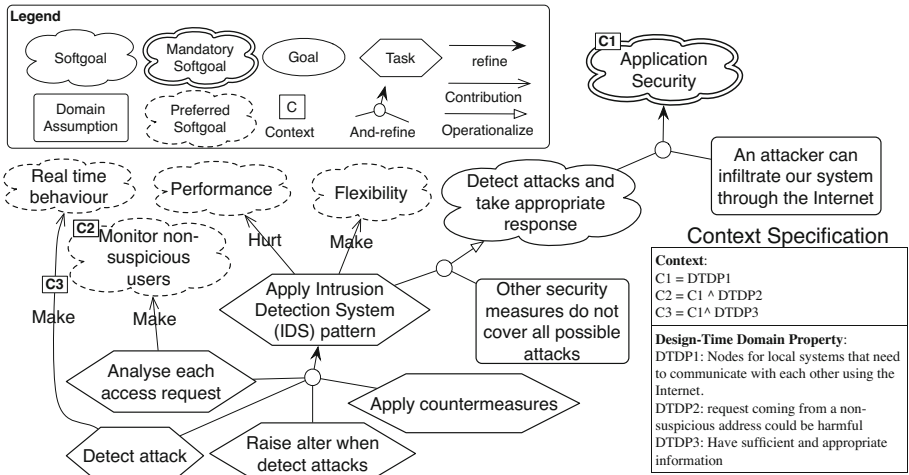 Legend
Softgoal
Mandatory
Softgoal
Goal
Task
refine
Contribution
Domain
Assumption
Preferred
Softgoal
C
Context
And-refine
Operationalize
C1
Application
Security
An attacker can
infiltrate our system
through the Internet
Real time
behaviour
Performance
Flexibility
Detect attacks and
take appropriate
response
C2
Monitor non-
suspicious
users
Hurt
Make
C3
Make
Make
Apply Intrusion
Detection System
(IDS) pattern
Other security
measures do not
cover all possible
attacks
Analyse each
access request
Apply countermeasures
Detect attack
Raise alter when
detect attacks
Context Specification
Context:
C1 = DTDP1
C2 = C1 ^ DTDP2
C3 = C1^ DTDP3
Design-Time Domain Property:
DTDP1: Nodes for local systems that need
to communicate with each other using the
Internet.
DTDP2: request coming from a non-
suspicious address could be harmful
DTDP3: Have sufficient and appropriate
information